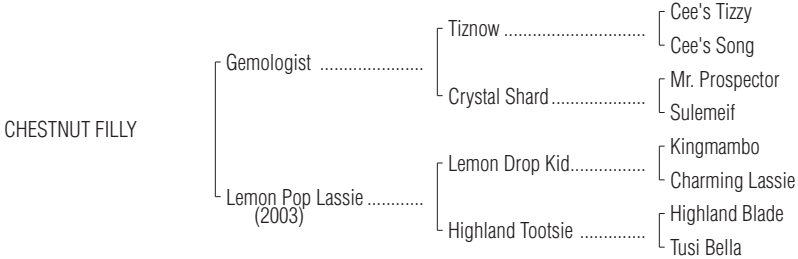 Cee's Tizzy
Tiznow ..............................
Cee's Song
Gemologist ......................
Mr. Prospector
Crystal Shard....................
Sulemeif
CHESTNUT FILLY
Kingmambo
Lemon Drop Kid................
Charming Lassie
Lemon Pop Lassie ............
(2003)
Highland Blade
Highland Tootsie ..............
Tusi Bella